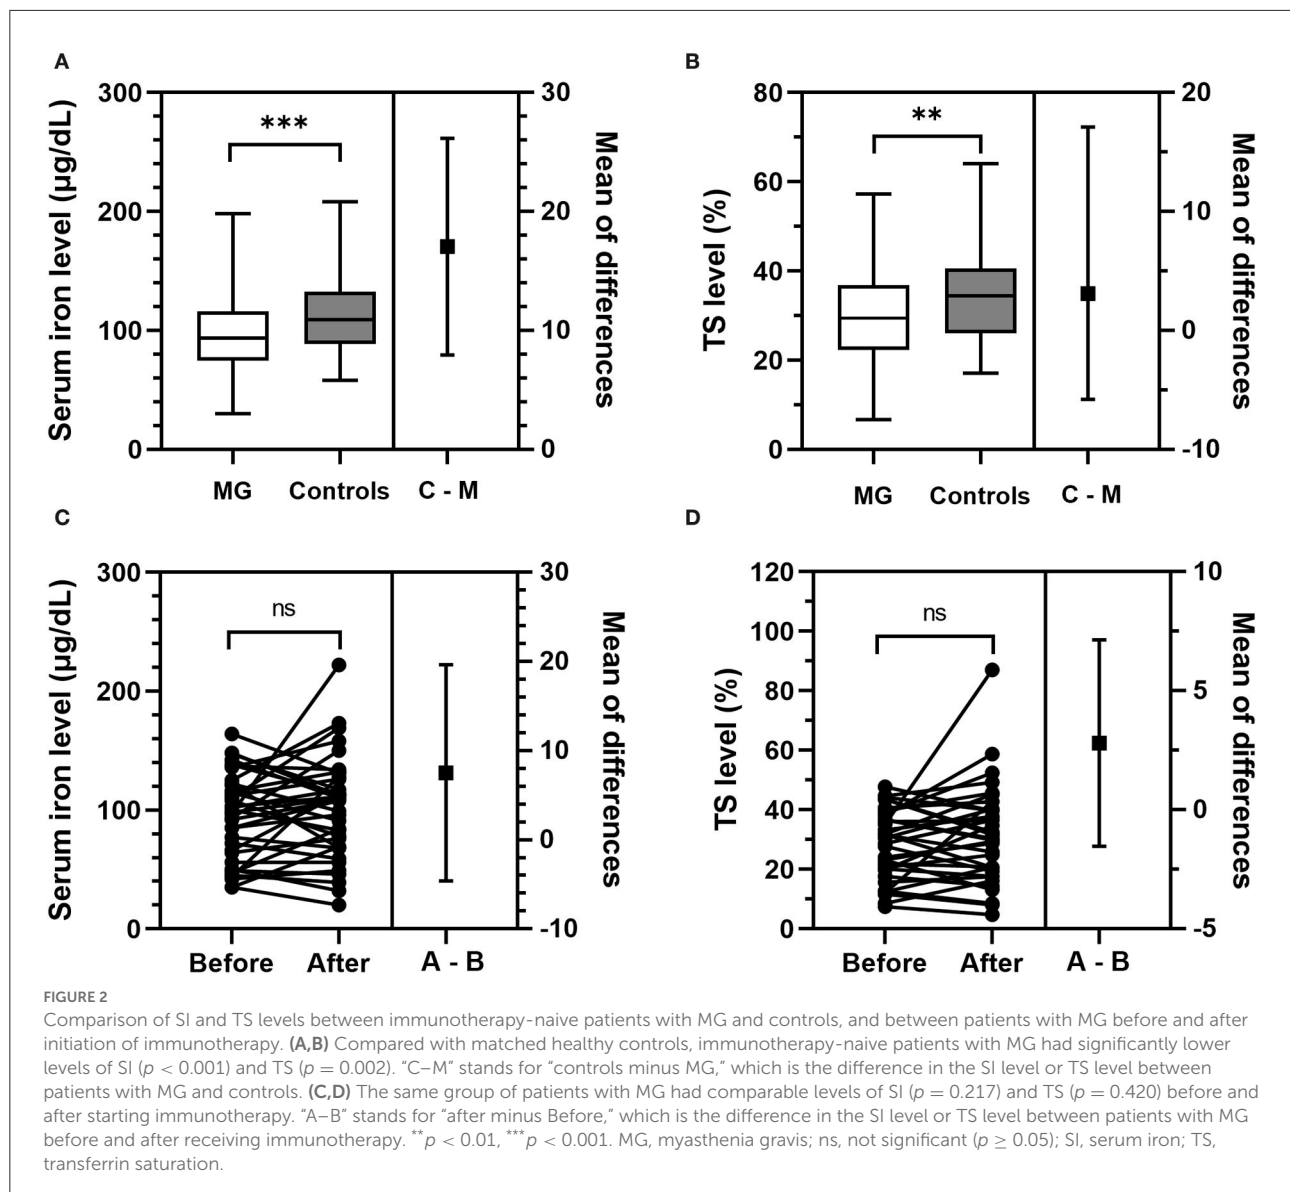 A
B
Serum iron level (µg/dL)
300
200
100
0
***
30
20
10
0
Mean of differences
MG
Controls
C - M
TS level (%)
80
60
40
20
0
**
20
10
0
-10
Mean of differences
MG
Controls
C - M
C
D
Serum iron level (µg/dL)
300
200
100
0
ns
30
20
10
0
-10
Mean of differences
Before
After
A - B
TS level (%)
120
100
80
60
40
20
0
ns
10
5
0
-5
Mean of differences
Before
After
A - B
FIGURE 2
Comparison of SI and TS levels between immunotherapy-naive patients with MG and controls, and between patients with MG before and after
initiation of immunotherapy. (A,B) Compared with matched healthy controls, immunotherapy-naive patients with MG had significantly lower
levels of SI (p < 0.001) and TS (p = 0.002). “C–M” stands for “controls minus MG,” which is the difference in the SI level or TS level between
patients with MG and controls. (C,D) The same group of patients with MG had comparable levels of SI (p = 0.217) and TS (p = 0.420) before and
after starting immunotherapy. “A–B” stands for “after minus Before,” which is the difference in the SI level or TS level between patients with MG
before and after receiving immunotherapy. **p < 0.01, ***p < 0.001. MG, myasthenia gravis; ns, not significant (p ≥ 0.05); SI, serum iron; TS,
transferrin saturation.